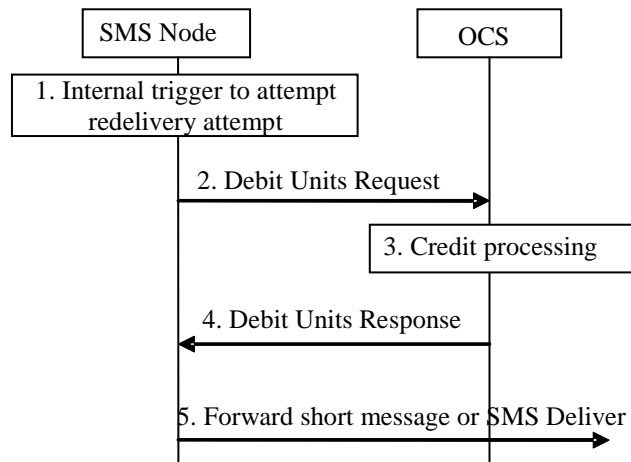 SMS Node
OCS
1. Internal trigger to attempt
redelivery attempt
2. Debit Units Request
3. Credit processing
4. Debit Units Response
5. Forward short message or SMS Deliver